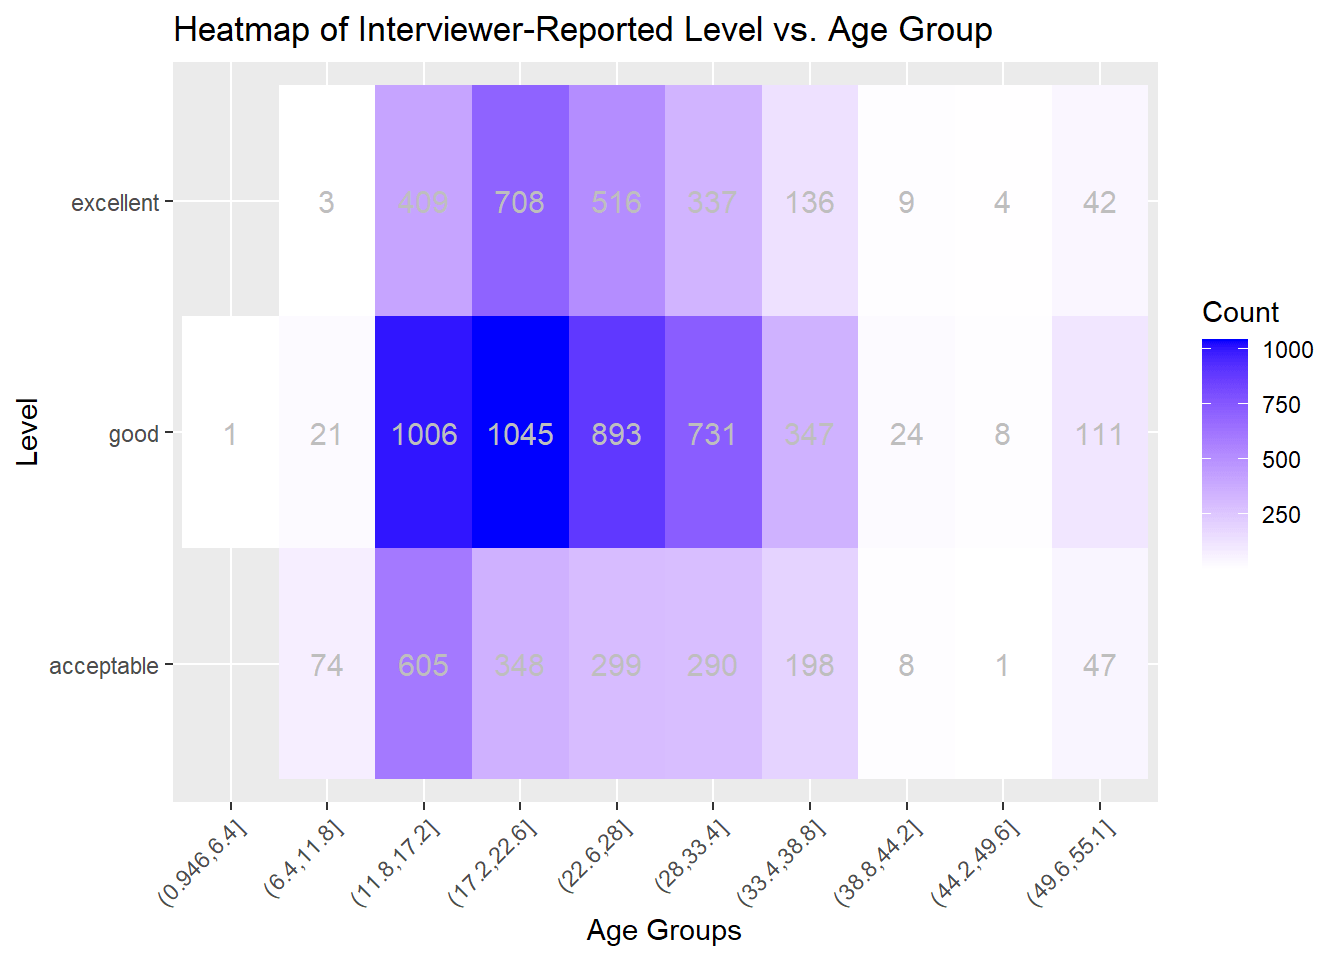 Heatmap of Interviewer-Reported Level vs. Age Group
excellent
3 409 708 516 337 136 9 4 42
good
1 21 1006 1045 893 731 347 24 8 111
acceptable
74 605 348 299 290 198 8 1 47
Level
(0.946,6.4] (6.4,11.8] (11.8,17.2] (17.2,22.6] (22.6,28] (28,33.4] (33.4,38.8] (38.8,44.2] (44.2,49.6] (49.6,55.1]
Age Groups
Count
1000
750
500
250